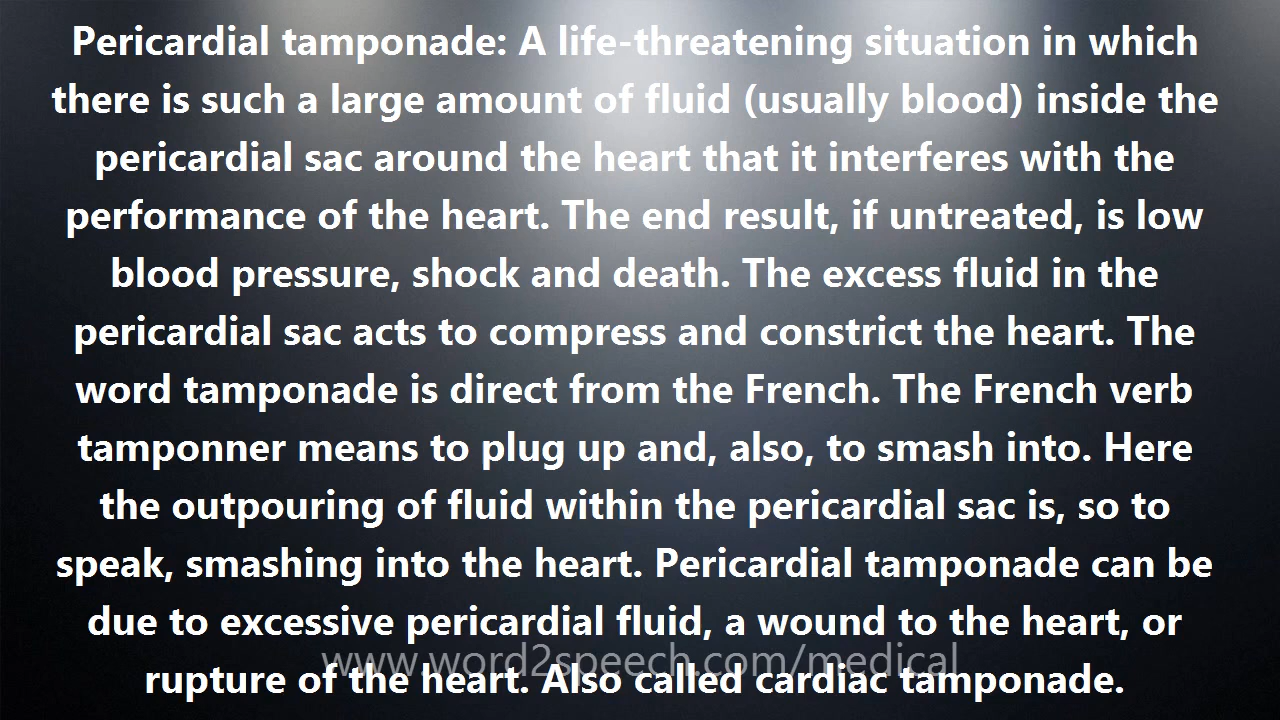 Pericardial tamponade: A life-threatening situation in which
there is such a large amount of fluid (usually blood) inside the
pericardial sac around the heart that it interferes with the
performance of the heart. The end result, if untreated, is low
blood pressure, shock and death. The excess fluid in the
pericardial sac acts to compress and constrict the heart. The
word tamponade is direct from the French. The French verb
tamponner means to plug up and, also, to smash into. Here
the outpouring of fluid within the pericardial sac is, so to
speak, smashing into the heart. Pericardial tamponade can be
due to excessive pericardial fluid, a wound to the heart, or
www.word2speech.com/medical
rupture of the heart. Also called cardiac tamponade.